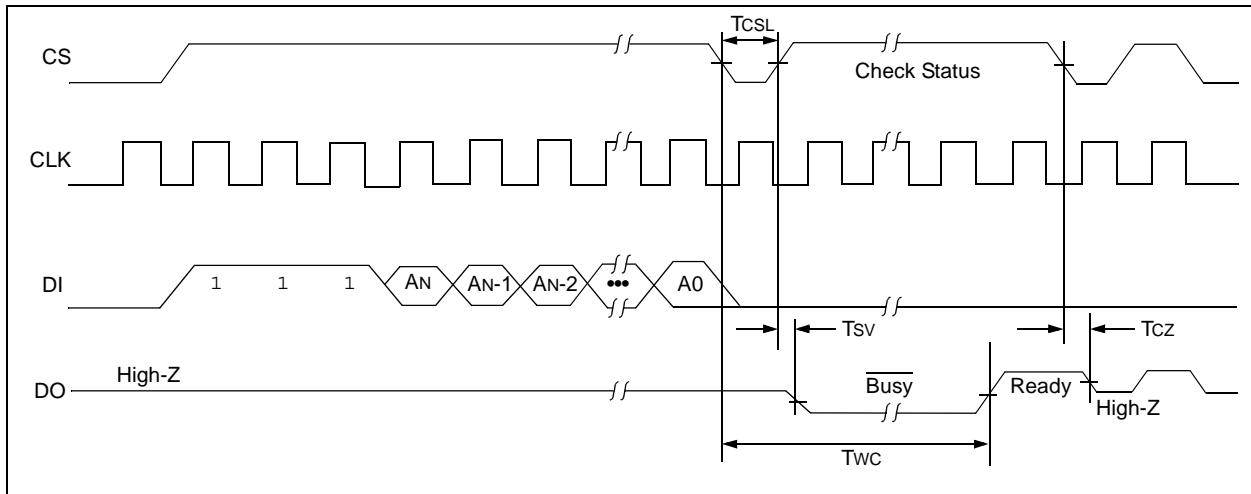 TCSL
CS
Check Status
CLK
DI 1 1 1 AN AN-1 AN-2 ••• A0
TSV TCZ
High-Z
DO Busy Ready
High-Z
TWC